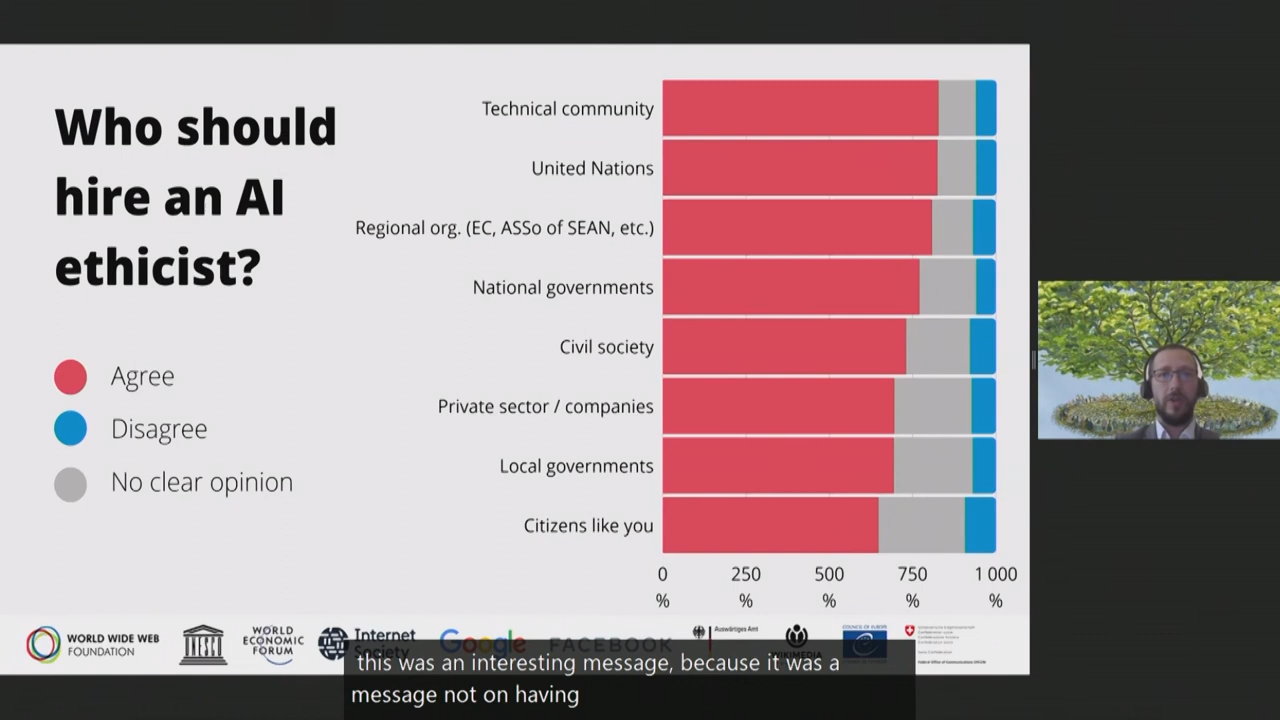 Who should
hire an AI
ethicist?
Agree
Disagree
No clear opinion
Technical community
United Nations
Regional org. (EC, ASSo of SEAN, etc.)
National governments
Civil society
Private sector / companies
Local governments
Citizens like you
0 250 500 750 1 000
% % % % %
WORLD WIDE WEB
FOUNDATION
UNESCO
WORLD
ECONOMIC
FORUM
Internet
Society
Google
FACEBOOK
Auswärtiges Amt
WIKIMEDIA
COUNCIL OF EUROPE
this was an interesting message, because it was a
message not on having